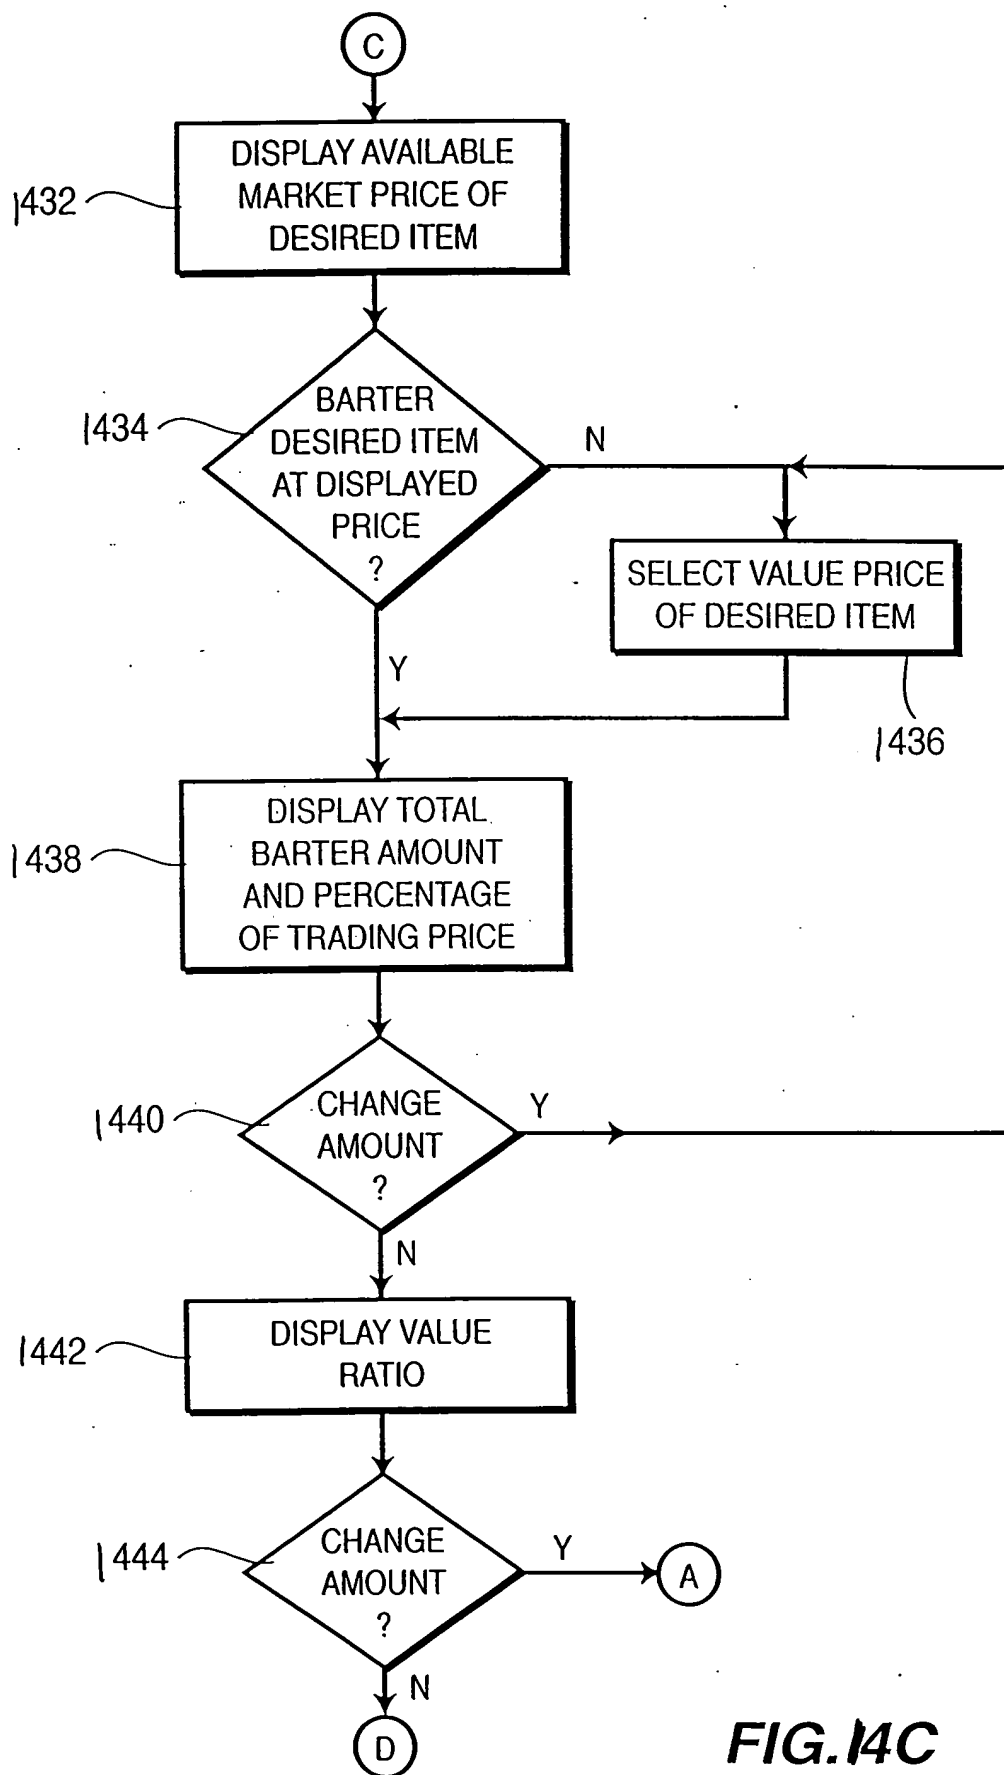 C
DISPLAY AVAILABLE
MARKET PRICE OF
DESIRED ITEM
1432
BARTER
DESIRED ITEM
AT DISPLAYED
PRICE
?
1434
N
SELECT VALUE PRICE
OF DESIRED ITEM
1436
Y
DISPLAY TOTAL
BARTER AMOUNT
AND PERCENTAGE
OF TRADING PRICE
1438
CHANGE
AMOUNT
?
1440
Y
N
DISPLAY VALUE
RATIO
1442
CHANGE
AMOUNT
?
1444
Y
A
N
D
FIG.14C